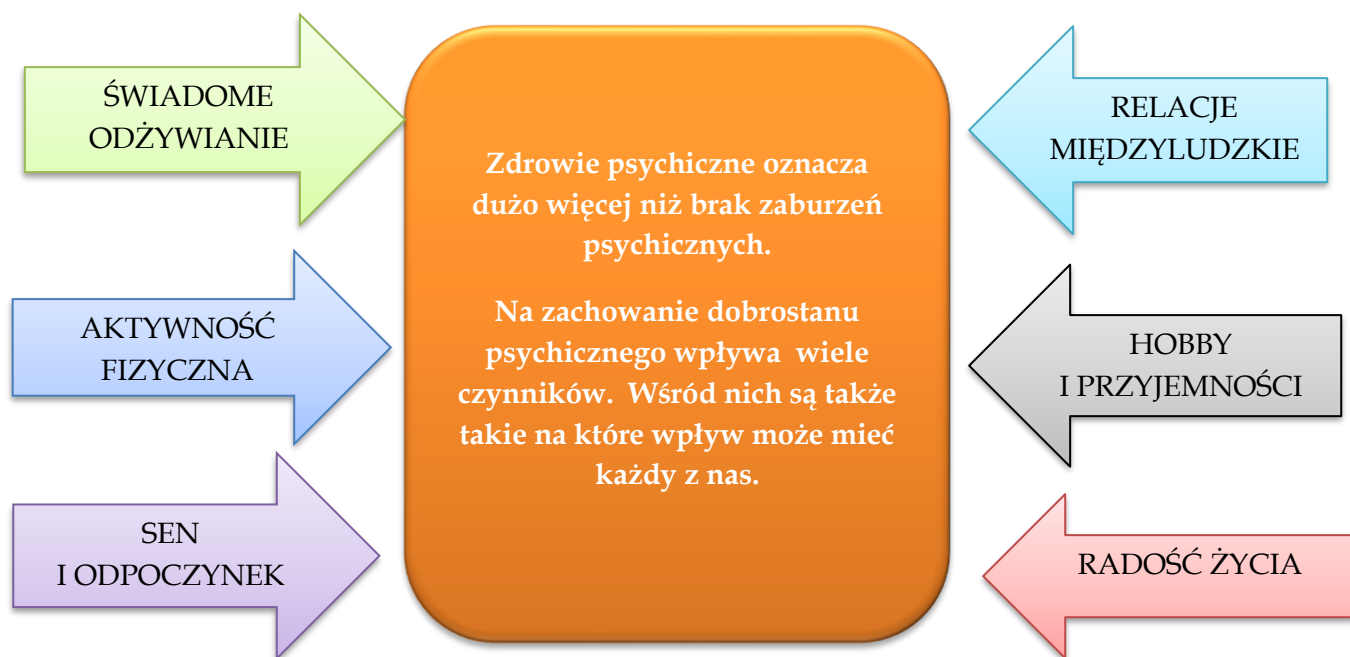 ŚWIADOME
ODŻYWIANIE
AKTYWNOŚĆ
FIZYCZNA
SEN
I ODPOCZYNEK
Zdrowie psychiczne oznacza
dużo więcej niż brak zaburzeń
psychicznych.
Na zachowanie dobrostanu
psychicznego wpływa  wiele
czynników.  Wśród nich są także
takie na które wpływ może mieć
każdy z nas.
RELACJE
MIĘDZYLUDZKIE
HOBBY
I PRZYJEMNOŚCI
RADOŚĆ ŻYCIA